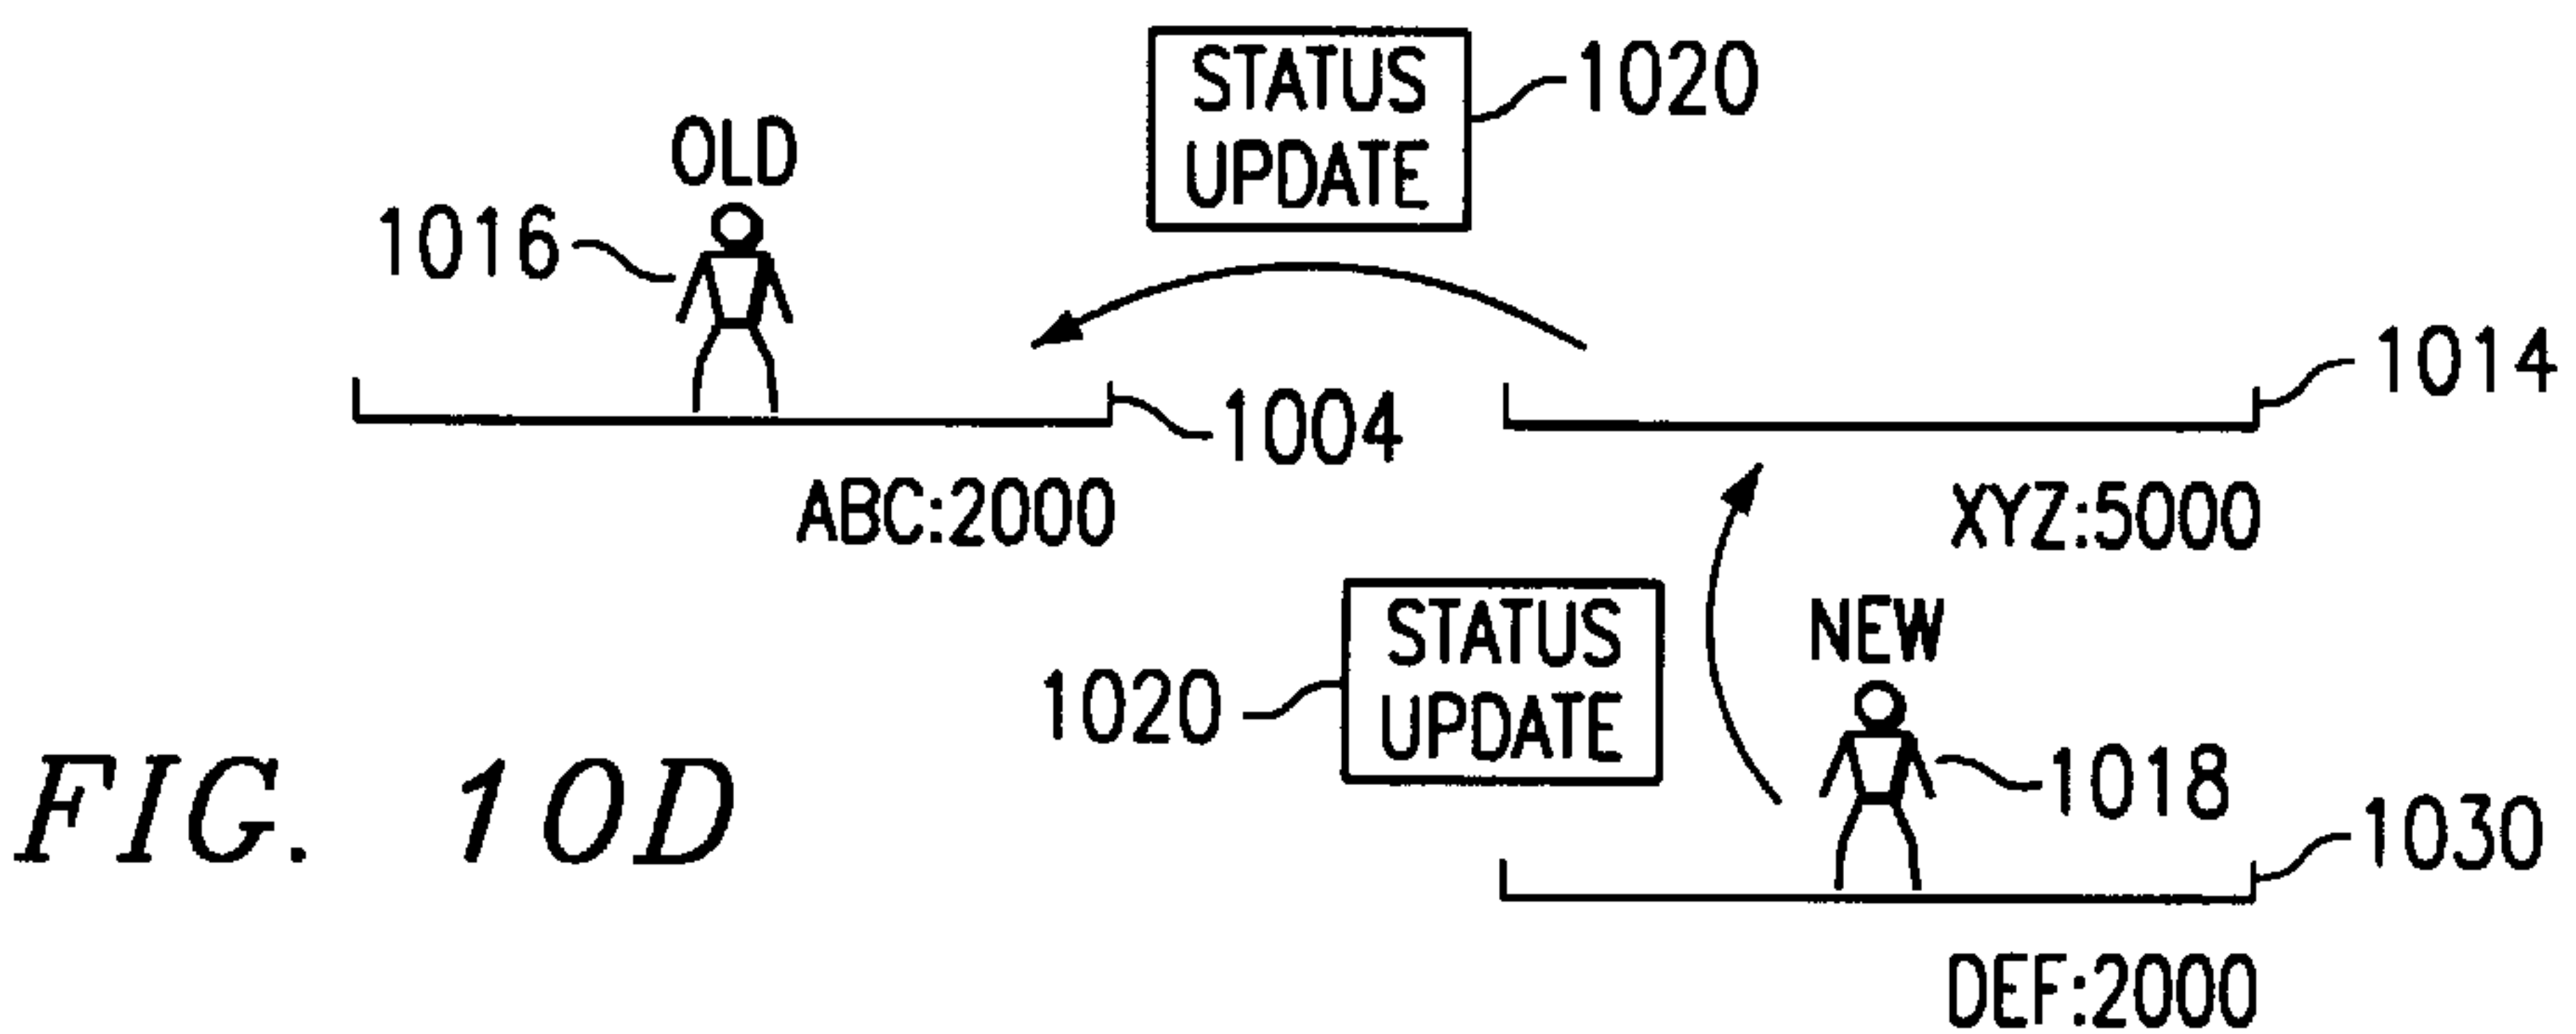 STATUS
UPDATE
1020
OLD
1016
1014
1004
ABC:2000
XYZ:5000
STATUS
UPDATE
1020
NEW
1018
1030
DEF:2000
FIG. 10D